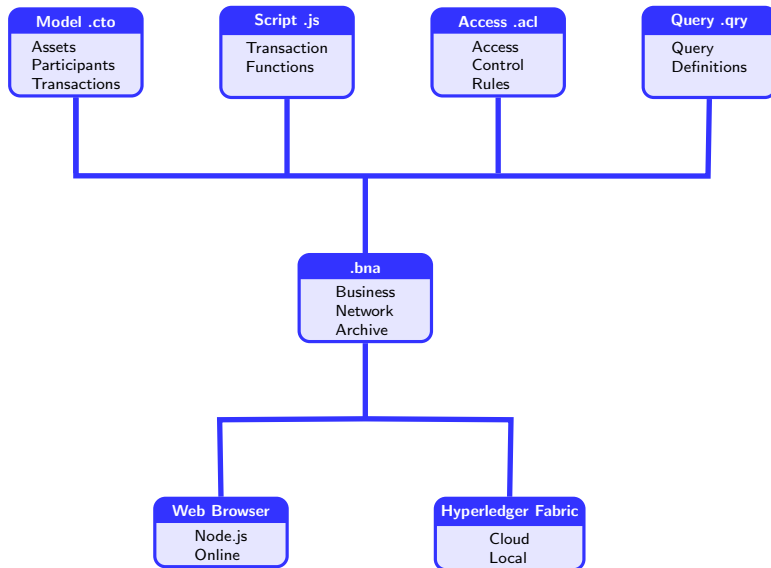 Model .cto
Assets
Participants
Transactions
Script .js
Transaction
Functions
Access .acl
Access
Control
Rules
Query .qry
Query
Definitions
.bna
Business
Network
Archive
Web Browser
Node.js
Online
Hyperledger Fabric
Cloud
Local